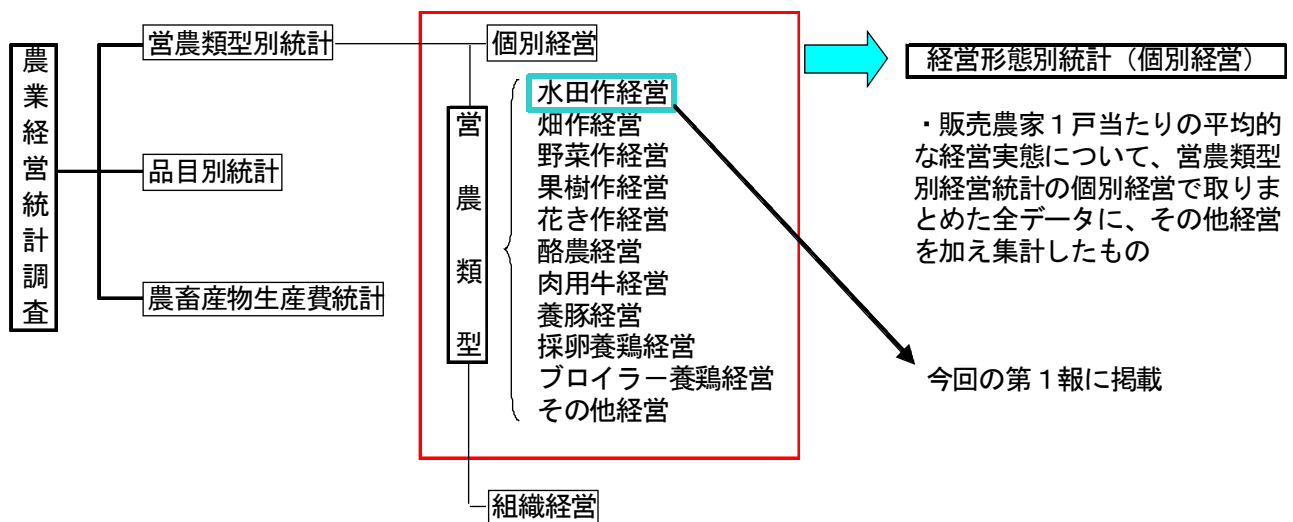 農業経営統計調査
営農類型別統計
品目別統計
農畜産物生産費統計
個別経営
営農類型
水田作経営
畑作経営
野菜作経営
果樹作経営
花き作経営
酪農経営
肉用牛経営
養豚経営
採卵養鶏経営
ブロイラー養鶏経営
その他経営
組織経営
経営形態別統計（個別経営）
・販売農家１戸当たりの平均的
な経営実態について、営農類型
別経営統計の個別経営で取りま
とめた全データに、その他経営
を加え集計したもの
今回の第１報に掲載